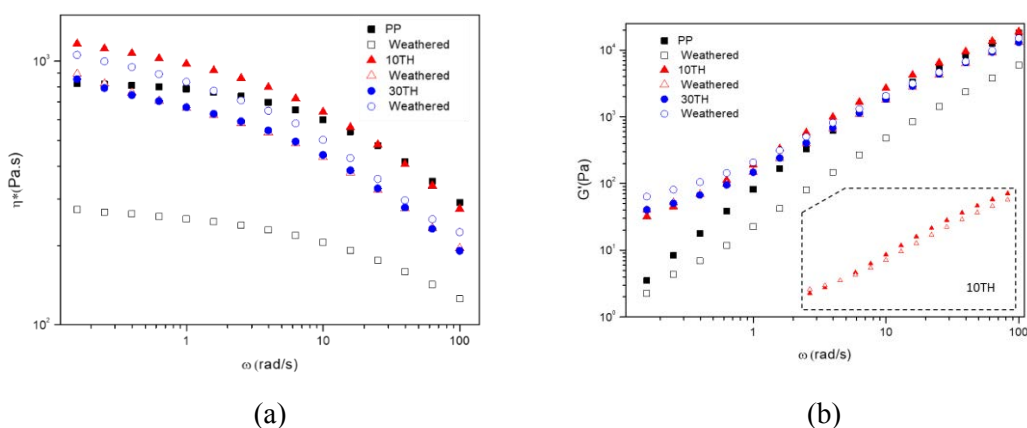 PP
Weathered
10TH
Weathered
30TH
Weathered
10³
10²
η*(Pa.s)
1
10
100
ω (rad/s)
(a)
PP
Weathered
10TH
Weathered
30TH
Weathered
10⁴
10³
10²
10¹
10⁰
G'(Pa)
10TH
1
10
100
ω (rad/s)
(b)